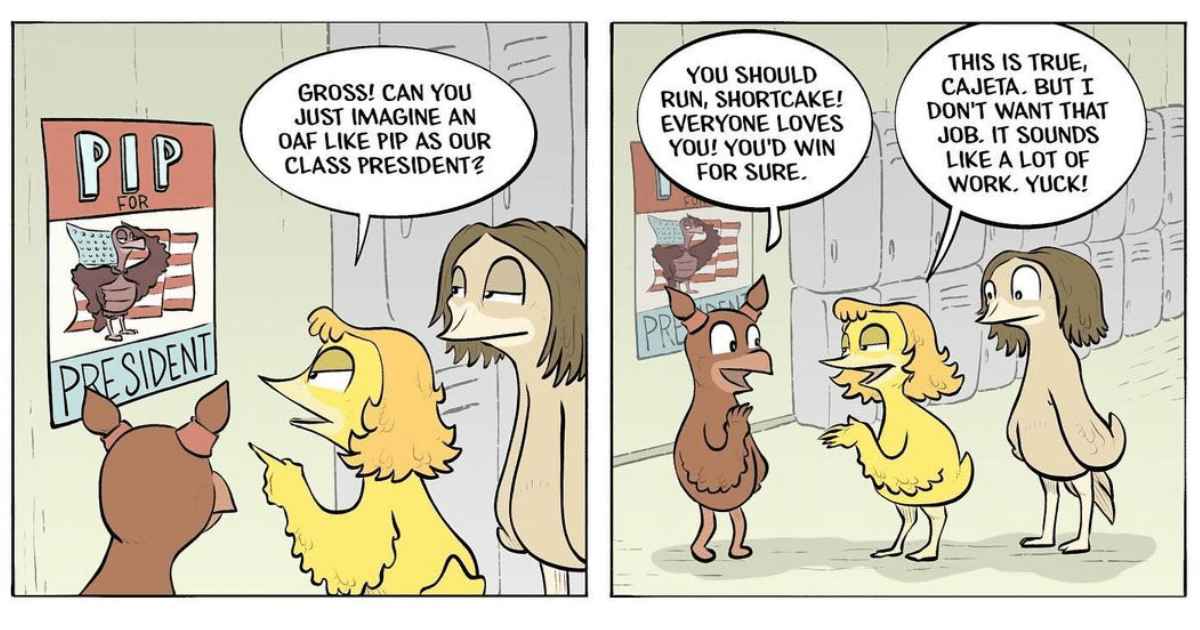 PIP
FOR
PRESIDENT
GROSS! CAN YOU
JUST IMAGINE AN
OAF LIKE PIP AS OUR
CLASS PRESIDENT?
YOU SHOULD
RUN, SHORTCAKE!
EVERYONE LOVES
YOU! YOU'D WIN
FOR SURE.
THIS IS TRUE,
CAJETA. BUT I
DON'T WANT THAT
JOB. IT SOUNDS
LIKE A LOT OF
WORK. YUCK!